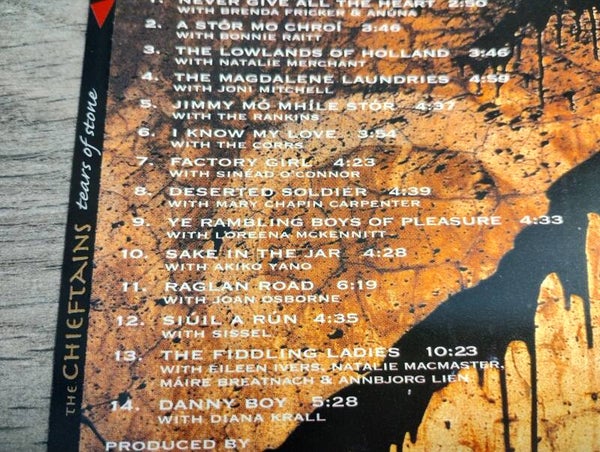 1. NEVER GIVE ALL THE HEART 2:50
WITH BRENDA FRICKER & ANÚNA
2. A STÓR MO CHROÍ 3:46
WITH BONNIE RAITT
3. THE LOWLANDS OF HOLLAND 3:46
WITH NATALIE MERCHANT
4. THE MAGDALENE LAUNDRIES 4:58
WITH JONI MITCHELL
5. JIMMY MÓ MHÍLE STÓR 4:37
WITH THE RANKINS
6. I KNOW MY LOVE 3:54
WITH THE CORRS
7. FACTORY GIRL 4:23
WITH SINÉAD O'CONNOR
8. DESERTED SOLDIER 4:39
WITH MARY CHAPIN CARPENTER
9. YE RAMBLING BOYS OF PLEASURE 4:33
WITH LOREENA MCKENNITT
10. SAKE IN THE JAR 4:28
WITH AKIKO YANO
11. RAGLAN ROAD 6:19
WITH JOAN OSBORNE
12. SIÚIL A RÚN 4:35
WITH SISSEL
13. THE FIDDLING LADIES 10:23
WITH EILEEN IVERS, NATALIE MACMASTER,
MÁIRE BREATNACH & ANNBJORG LIEN
14. DANNY BOY 5:28
WITH DIANA KRALL
PRODUCED BY
THE CHIEFTAINS tears of stone